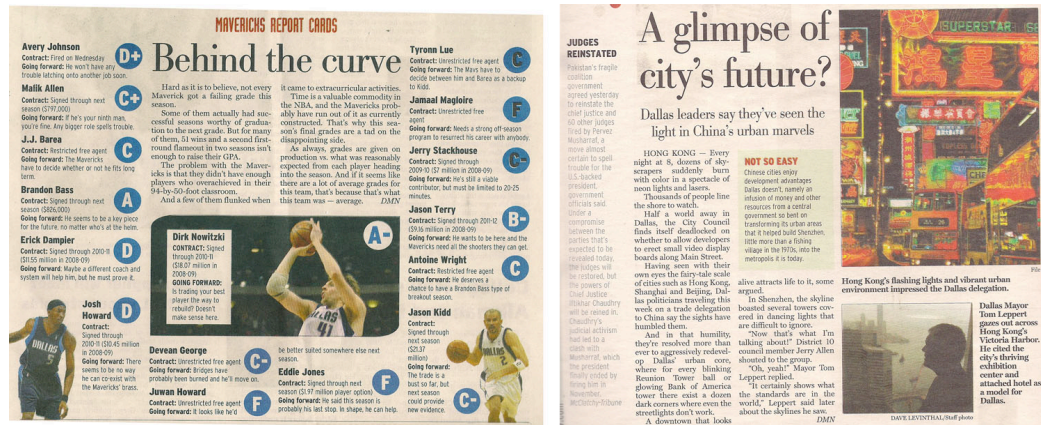 MAVERICKS REPORT CARDS
Behind the curve
Avery Johnson
Contract: Fired on Wednesday
Going forward: He won't have any
trouble latching onto another job soon.
D+
Malik Allen
Contract: Signed through next
season ($797,000)
Going forward: If he's your ninth man,
you're fine. Any bigger role spells trouble.
C+
J.J. Barea
Contract: Restricted free agent
Going forward: The Mavericks
have to decide whether or not he fits long
term.
C
Brandon Bass
Contract: Signed through next
season ($826,000)
Going forward: He seems to be a key piece
for the future, no matter who's at the helm.
A
Erick Dampier
Contract: Signed through 2010-11
($11.55 million in 2008-09)
Going forward: Maybe a different coach and
system will help him, but he must prove it.
D
Josh
Howard
Contract:
Signed
through 2010-
11 ($10.45 million
in 2008-09)
Going forward: There
seems to be no way
he can co-exist with
the Mavericks' brass.
D
Hard as it is to believe, not every
Maverick got a failing grade this
season.
Some of them actually had suc-
cessful seasons worthy of gradua-
tion to the next grade. But for many
of them, 51 wins and a second first-
round flameout in two seasons isn't
enough to raise their GPA.
The problem with the Maver-
icks is that they didn't have enough
players who overachieved in their
94-by-50-foot classroom.
And a few of them flunked when
it came to extracurricular activities.
Time is a valuable commodity in
the NBA, and the Mavericks prob-
ably have run out of it as currently
constructed. That's why this sea-
son's final grades are a tad on the
disappointing side.
As always, grades are given on
production vs. what was reasonably
expected from each player heading
into the season. And if it seems like
there are a lot of average grades for
this team, that's because that's what
this team was — average. DMN
Dirk Nowitzki
CONTRACT: Signed
through 2010-11
($18.07 million in
2008-09)
GOING FORWARD:
Is trading your best
player the way to
rebuild? Doesn't
make sense here.
A-
DALLAS
41
Devean George
Contract: Unrestricted free agent
Going forward: Bridges have
probably been burned and he'll move on.
C-
Juwan Howard
Contract: Unrestricted free agent
Going forward: It looks like he'd
F
be better suited somewhere else next
season.
Eddie Jones
Contract: Signed through next
season ($1.97 million player option)
Going forward: He said this season is
probably his last stop. In shape, he can help.
F
Tyronn Lue
Contract: Unrestricted free agent
Going forward: The Mavs have to
decide between him and Barea as a backup
to Kidd.
C
Jamaal Magloire
Contract: Unrestricted free
agent
Going forward: Needs a strong off-season
program to resurrect his career with anybody.
F
Jerry Stackhouse
Contract: Signed through
2009-10 ($7 million in 2008-09)
Going forward: He's still a viable
contributor, but must be limited to 20-25
minutes.
C-
Jason Terry
Contract: Signed through 2011-12
($9.16 million in 2008-09)
Going forward: He wants to be here and the
Mavericks need all the shooters they can get.
B-
Antoine Wright
Contract: Restricted free agent
Going forward: He deserves a
chance to have a Brandon Bass type of
breakout season.
C
Jason Kidd
Contract:
Signed
through next
season
($21.37
million)
Going forward:
The trade is a
bust so far, but
next season
could provide
new evidence.
C-
JUDGES
REINSTATED
Pakistan's fragile
coalition
government
agreed yesterday
to reinstate the
chief justice and
60 other judges
fired by Pervez
Musharraf, a
move almost
certain to spell
trouble for the
U.S.-backed
president,
government
officials said.
Under a
compromise
between the
parties that's
expected to be
revealed today,
the judges will
be restored, but
the powers of
Chief Justice
Iftikhar Chaudhry
will be reined in.
Chaudhry's
judicial activism
had led to a
clash with
Musharraf, which
the president
finally ended by
firing him in
November.
McClatchy-Tribune
A glimpse of
city's future?
Dallas leaders say they've seen the
light in China's urban marvels
HONG KONG — Every
night at 8, dozens of sky-
scrapers suddenly burn
with color in a spectacle of
neon lights and lasers.
Thousands of people line
the shore to watch.
Half a world away in
Dallas, the City Council
finds itself deadlocked on
whether to allow developers
to erect small video display
boards along Main Street.
Having seen with their
own eyes the fairy-tale scale
of cities such as Hong Kong,
Shanghai and Beijing, Dal-
las politicians traveling this
week on a trade delegation
to China say the sights have
humbled them.
And in that humility,
they're resolved more than
ever to aggressively redevel-
op Dallas' urban core,
where for every blinking
Reunion Tower ball or
glowing Bank of America
tower there exist a dozen
dark corners where even the
streetlights don't work.
A downtown that looks
NOT SO EASY
Chinese cities enjoy
development advantages
Dallas doesn't, namely an
infusion of money and other
resources from a central
government so bent on
transforming its urban areas
that it helped build Shenzhen,
little more than a fishing
village in the 1970s, into the
metropolis it is today.
alive attracts life to it, some
argued.
In Shenzhen, the skyline
boasted several towers cov-
ered in dancing lights that
are difficult to ignore.
"Now that's what I'm
talking about!" District 10
council member Jerry Allen
shouted to the group.
"Oh, yeah!" Mayor Tom
Leppert replied.
"It certainly shows what
the standards are in the
world," Leppert said later
about the skylines he saw.
DMN
SUPERSTAR
File
Hong Kong's flashing lights and vibrant urban
environment impressed the Dallas delegation.
Dallas Mayor
Tom Leppert
gazes out across
Hong Kong's
Victoria Harbor.
He cited the
city's thriving
exhibition
center and
attached hotel as
a model for
Dallas.
DAVE LEVINTHAL/Staff photo